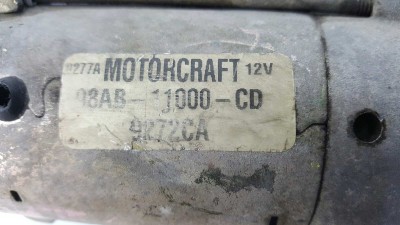 9277A MOTORCRAFT 12V
98AB-11000-CD
9272CA